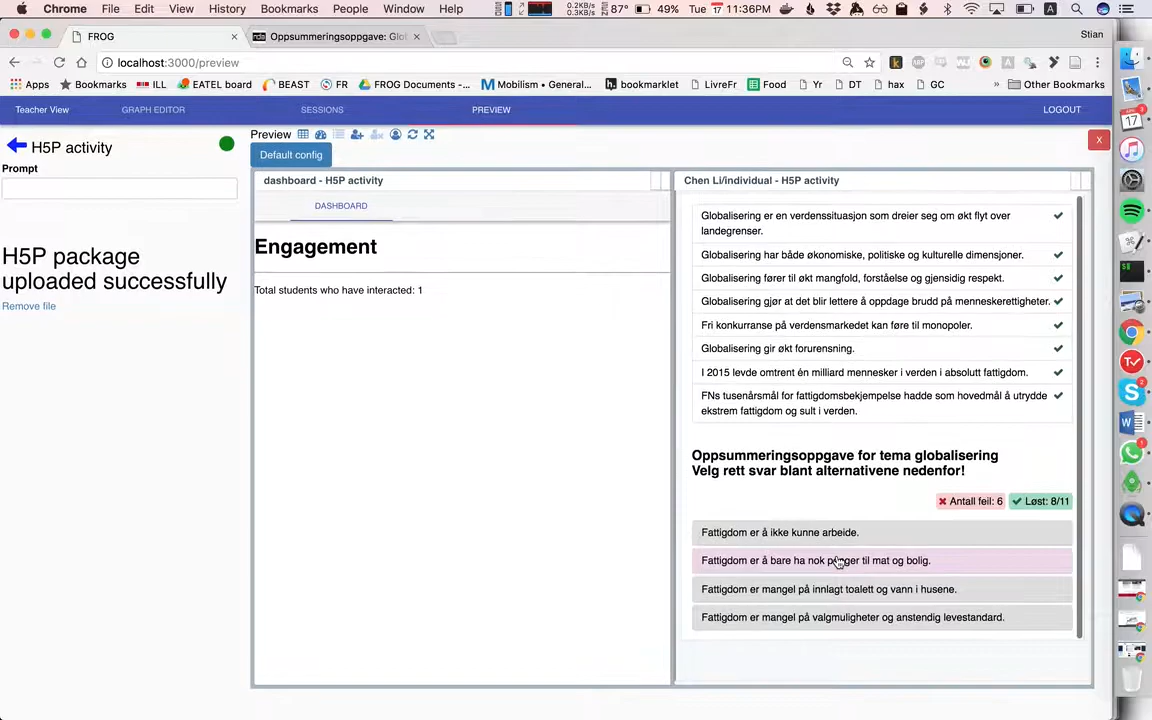 Chrome File Edit View History Bookmarks People Window Help 0.2KB/s 0.3KB/s 87° 49% Tue 17 11:36PM
FROG Oppsummeringsoppgave: Glo Stian
localhost:3000/preview
Apps Bookmarks ILL EATEL board BEAST FR FROG Documents -... Mobilism • General... bookmarklet LivreFr Food Yr DT hax GC » Other Bookmarks
Teacher View GRAPH EDITOR SESSIONS PREVIEW LOGOUT
H5P activity
Prompt
H5P package
uploaded successfully
Remove file
Preview
X
Default config
dashboard - H5P activity
DASHBOARD
Engagement
Total students who have interacted: 1
Chen Li/individual - H5P activity
Globalisering er en verdenssituasjon som dreier seg om økt flyt over
landegrenser.
Globalisering har både økonomiske, politiske og kulturelle dimensjoner.
Globalisering fører til økt mangfold, forståelse og gjensidig respekt.
Globalisering gjør at det blir lettere å oppdage brudd på menneskerettigheter.
Fri konkurranse på verdensmarkedet kan føre til monopoler.
Globalisering gir økt forurensning.
I 2015 levde omtrent én milliard mennesker i verden i absolutt fattigdom.
FNs tusenårsmål for fattigdomsbekjempelse hadde som hovedmål å utrydde
ekstrem fattigdom og sult i verden.
Oppsummeringsoppgave for tema globalisering
Velg rett svar blant alternativene nedenfor!
Antall feil: 6 Løst: 8/11
Fattigdom er å ikke kunne arbeide.
Fattigdom er å bare ha nok penger til mat og bolig.
Fattigdom er mangel på innlagt toalett og vann i husene.
Fattigdom er mangel på valgmuligheter og anstendig levestandard.